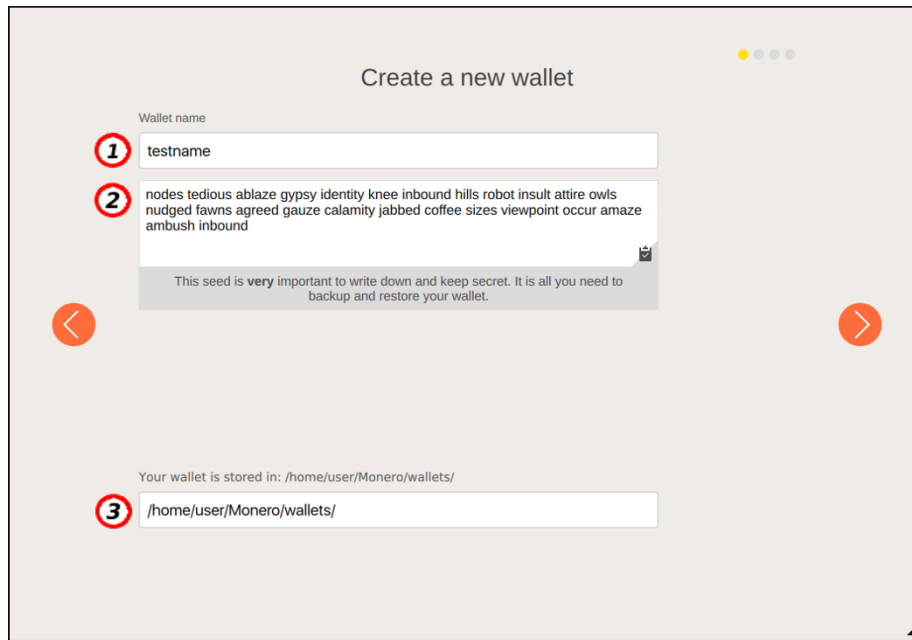 Create a new wallet
Wallet name
1
testname
2
nodes tedious ablaze gypsy identity knee inbound hills robot insult attire owls
nudged fawns agreed gauze calamity jabbed coffee sizes viewpoint occur amaze
ambush inbound
This seed is very important to write down and keep secret. It is all you need to
backup and restore your wallet.
Your wallet is stored in: /home/user/Monero/wallets/
3
/home/user/Monero/wallets/